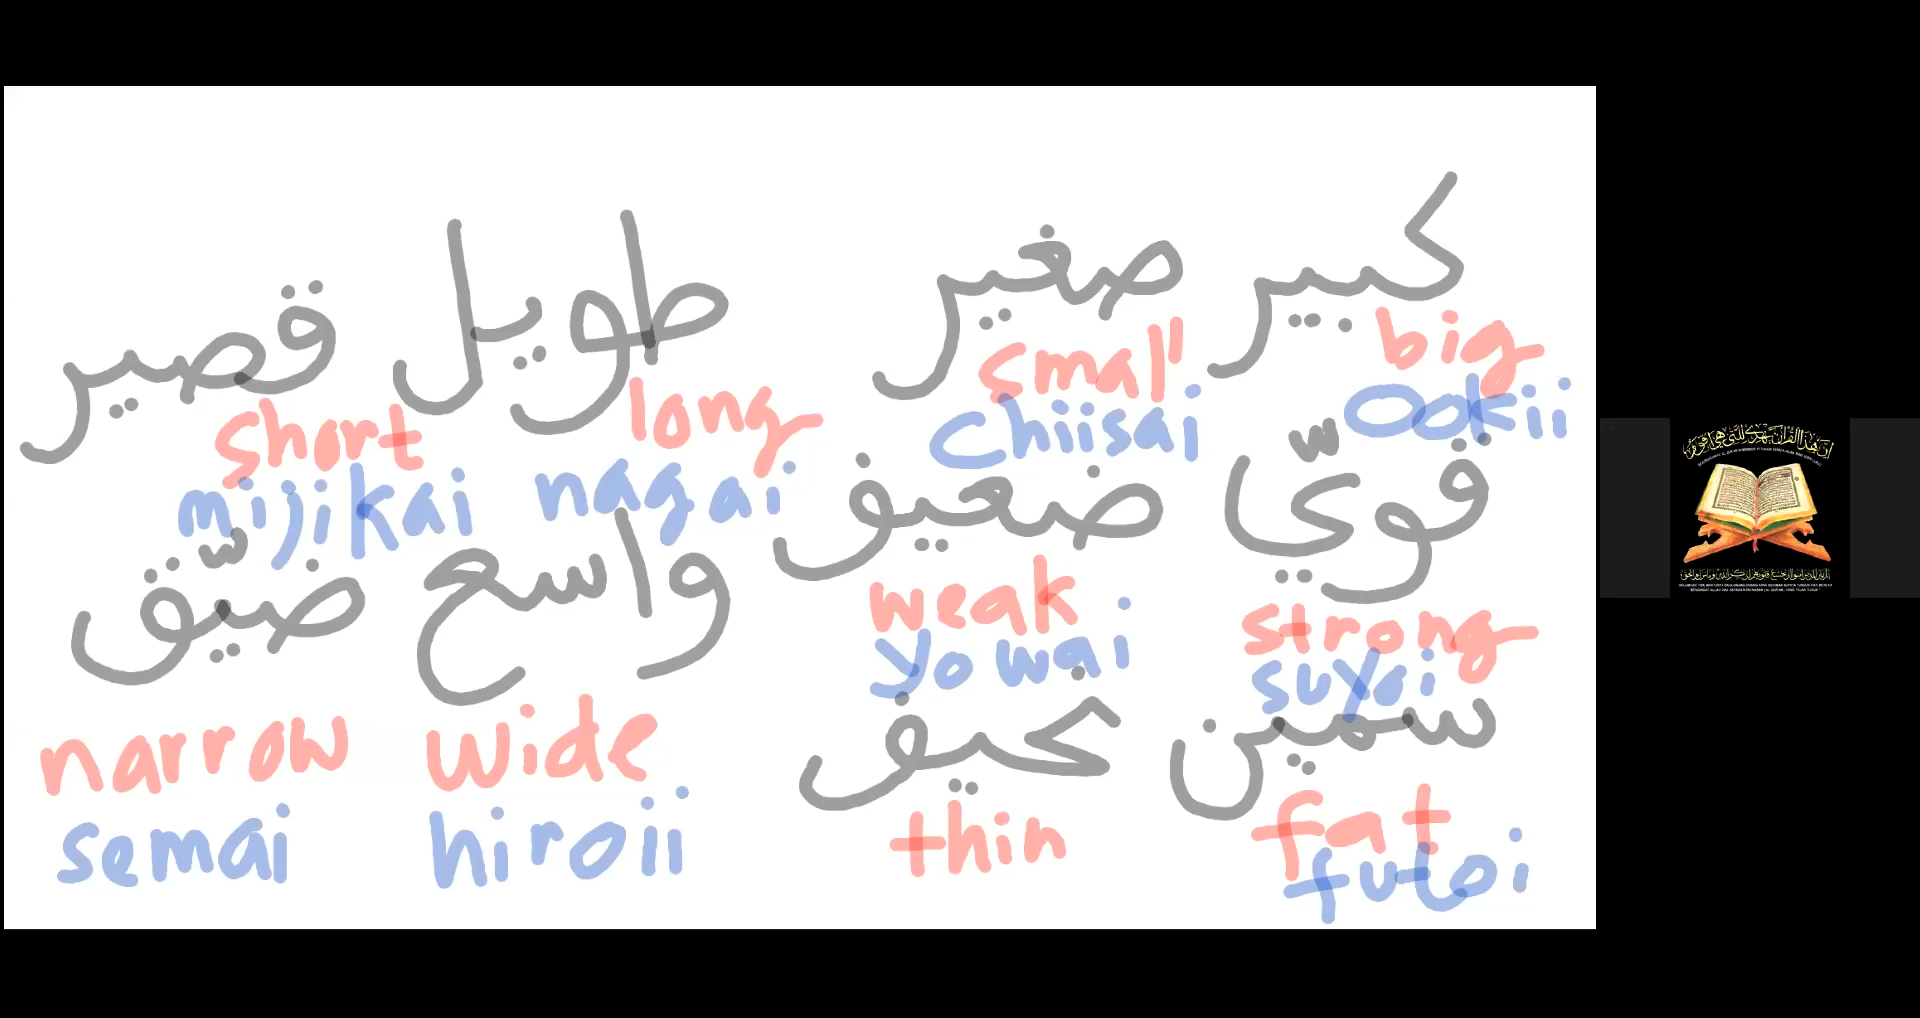 كبير صغير طويل قصير
big small long short
Ookii chiisai nagai mijikai
قويّ ضعيف واسع ضيّق
strong weak wide narrow
suyoi yowai hiroii semai
سمين نحيف
fat thin
futoi